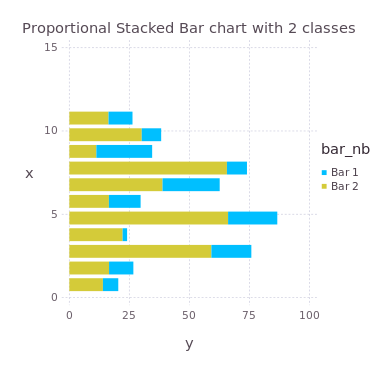 Proportional Stacked Bar chart with 2 classes
15
10
5
0
x
0 25 50 75 100
y
bar_nb
Bar 1
Bar 2